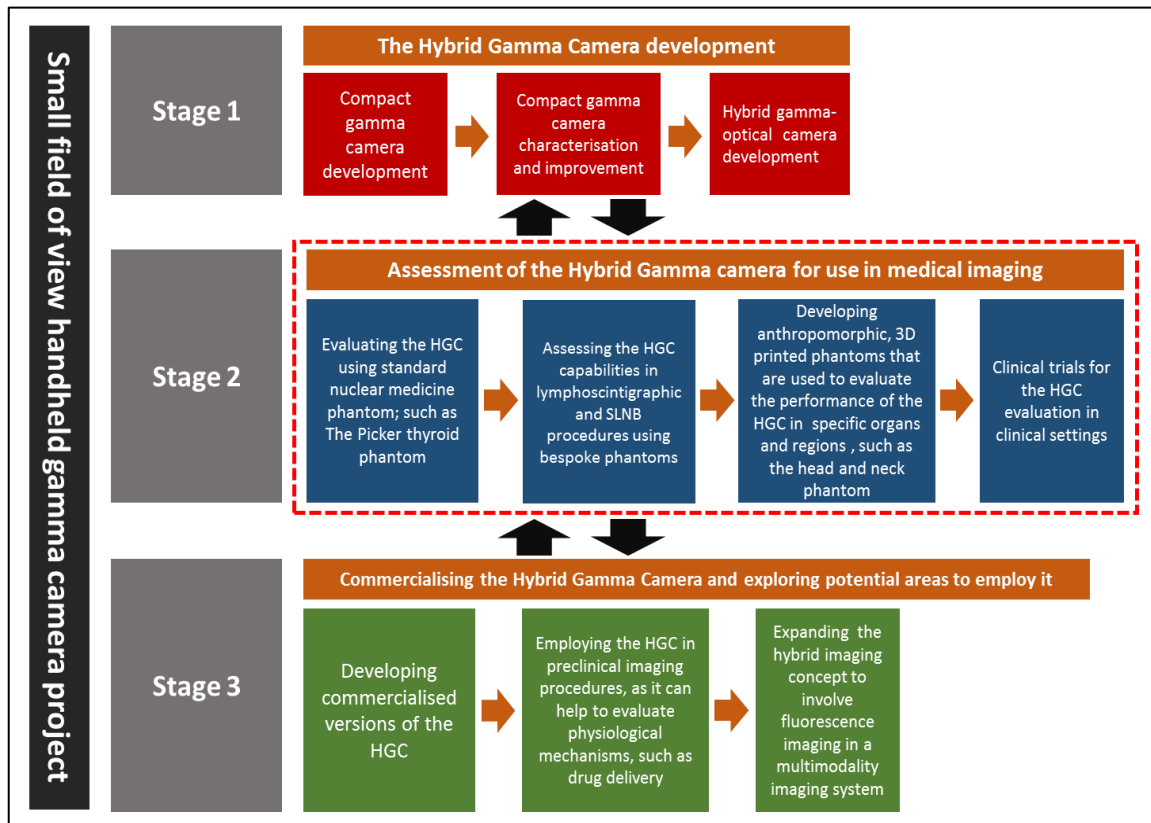 Small field of view handheld gamma camera project
Stage 1
The Hybrid Gamma Camera development
Compact
gamma
camera
development
Compact gamma
camera
characterisation
and improvement
Hybrid gamma-
optical camera
development
Stage 2
Assessment of the Hybrid Gamma camera for use in medical imaging
Evaluating the HGC
using standard
nuclear medicine
phantom; such as
The Picker thyroid
phantom
Assessing the HGC
capabilities in
lymphoscintigraphic
and SLNB
procedures using
bespoke phantoms
Developing
anthropomorphic, 3D
printed phantoms that
are used to evaluate
the performance of the
HGC in specific organs
and regions , such as
the head and neck
phantom
Clinical trials for
the HGC
evaluation in
clinical settings
Stage 3
Commercialising the Hybrid Gamma Camera and exploring potential areas to employ it
Developing
commercialised
versions of the
HGC
Employing the HGC in
preclinical imaging
procedures, as it can
help to evaluate
physiological
mechanisms, such as
drug delivery
Expanding the
hybrid imaging
concept to
involve
fluorescence
imaging in a
multimodality
imaging system